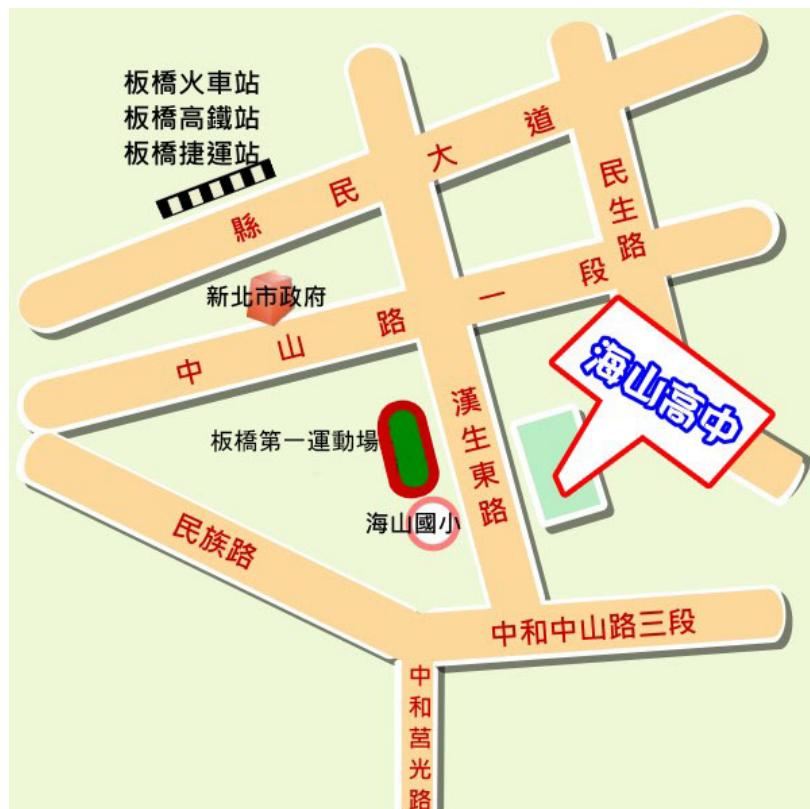 板橋火車站
板橋高鐵站
板橋捷運站
縣民大道
民生路
新北市政府
中山路一段
海山高中
漢生東路
板橋第一運動場
海山國小
民族路
中和中山路三段
中和莒光路